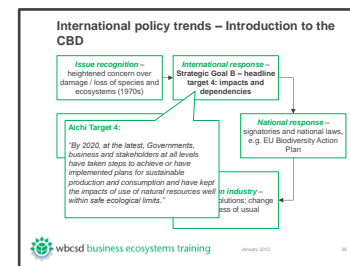 International policy trends – Introduction to the
CBD
Issue recognition –
heightened concern over
damage / loss of species and
ecosystems (1970s)
International response –
Strategic Goal B – headline
target 4: impacts and
dependencies
Aichi Target 4:
"By 2020, at the latest, Governments,
business and stakeholders at all levels
have taken steps to achieve or have
implemented plans for sustainable
production and consumption and have kept
the impacts of use of natural resources well
within safe ecological limits."
National response –
signatories and national laws,
e.g. EU Biodiversity Action
Plan
n industry –
olutions; change
ess of usual
wbcsd business ecosystems training
January 2012